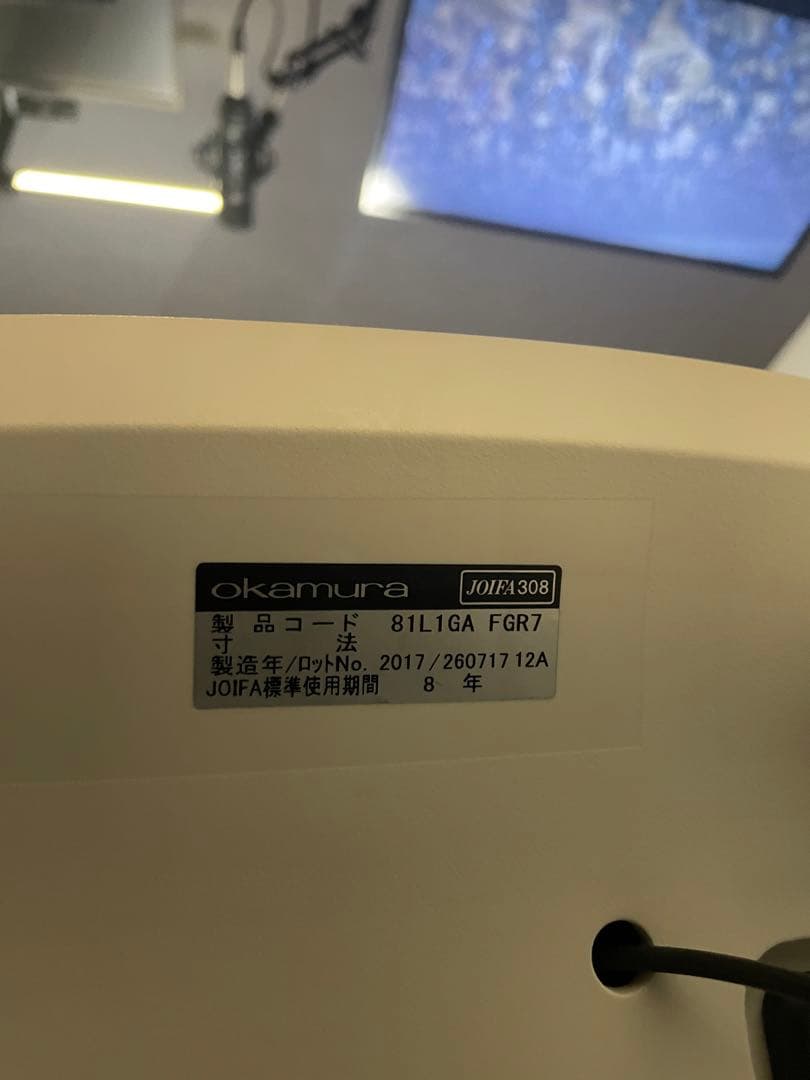 okamura JOIFA308
製品コード 81L1GA FGR7
寸法
製造年/ロットNo. 2017/260717 12A
JOIFA標準使用期間 8 年